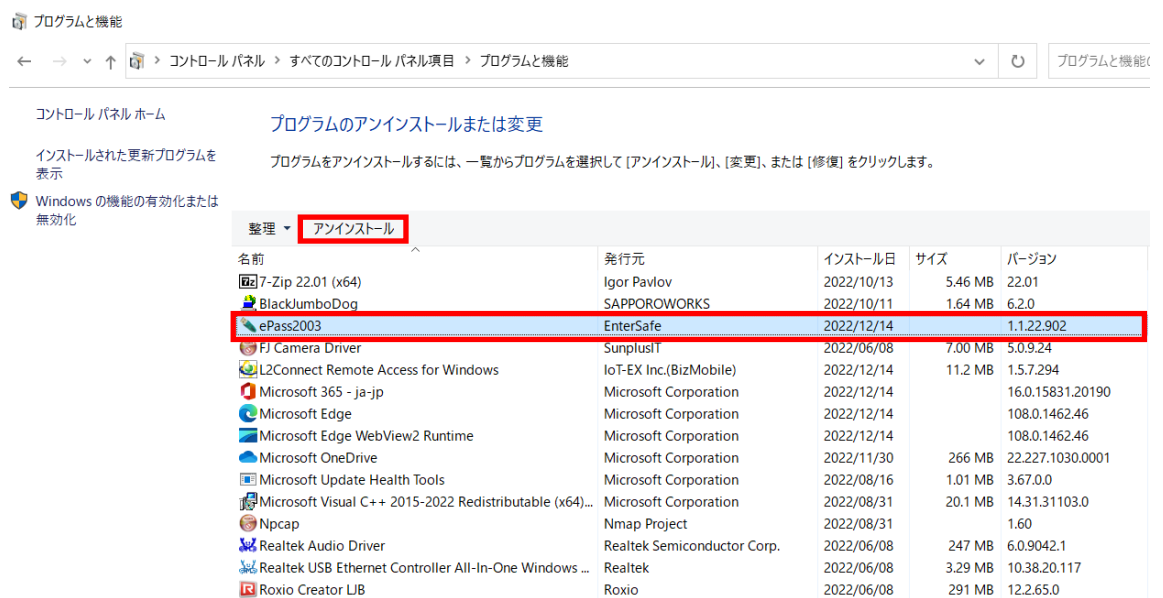 プログラムと機能
コントロール パネル > すべてのコントロール パネル項目 > プログラムと機能
プログラムと機能の
コントロール パネル ホーム
インストールされた更新プログラムを
表示
Windows の機能の有効化または
無効化
プログラムのアンインストールまたは変更
プログラムをアンインストールするには、一覧からプログラムを選択して [アンインストール]、[変更]、または [修復] をクリックします。
整理 アンインストール
名前 発行元 インストール日 サイズ バージョン
7-Zip 22.01 (x64) Igor Pavlov 2022/10/13 5.46 MB 22.01
BlackJumboDog SAPPOROWORKS 2022/10/11 1.64 MB 6.2.0
ePass2003 EnterSafe 2022/12/14 1.1.22.902
FJ Camera Driver SunplusIT 2022/06/08 7.00 MB 5.0.9.24
L2Connect Remote Access for Windows IoT-EX Inc.(BizMobile) 2022/12/14 11.2 MB 1.5.7.294
Microsoft 365 - ja-jp Microsoft Corporation 2022/12/14 16.0.15831.20190
Microsoft Edge Microsoft Corporation 2022/12/14 108.0.1462.46
Microsoft Edge WebView2 Runtime Microsoft Corporation 2022/12/14 108.0.1462.46
Microsoft OneDrive Microsoft Corporation 2022/11/30 266 MB 22.227.1030.0001
Microsoft Update Health Tools Microsoft Corporation 2022/08/16 1.01 MB 3.67.0.0
Microsoft Visual C++ 2015-2022 Redistributable (x64)... Microsoft Corporation 2022/08/31 20.1 MB 14.31.31103.0
Npcap Nmap Project 2022/08/31 1.60
Realtek Audio Driver Realtek Semiconductor Corp. 2022/06/08 247 MB 6.0.9042.1
Realtek USB Ethernet Controller All-In-One Windows ... Realtek 2022/06/08 3.29 MB 10.38.20.117
Roxio Creator LJB Roxio 2022/06/08 291 MB 12.2.65.0